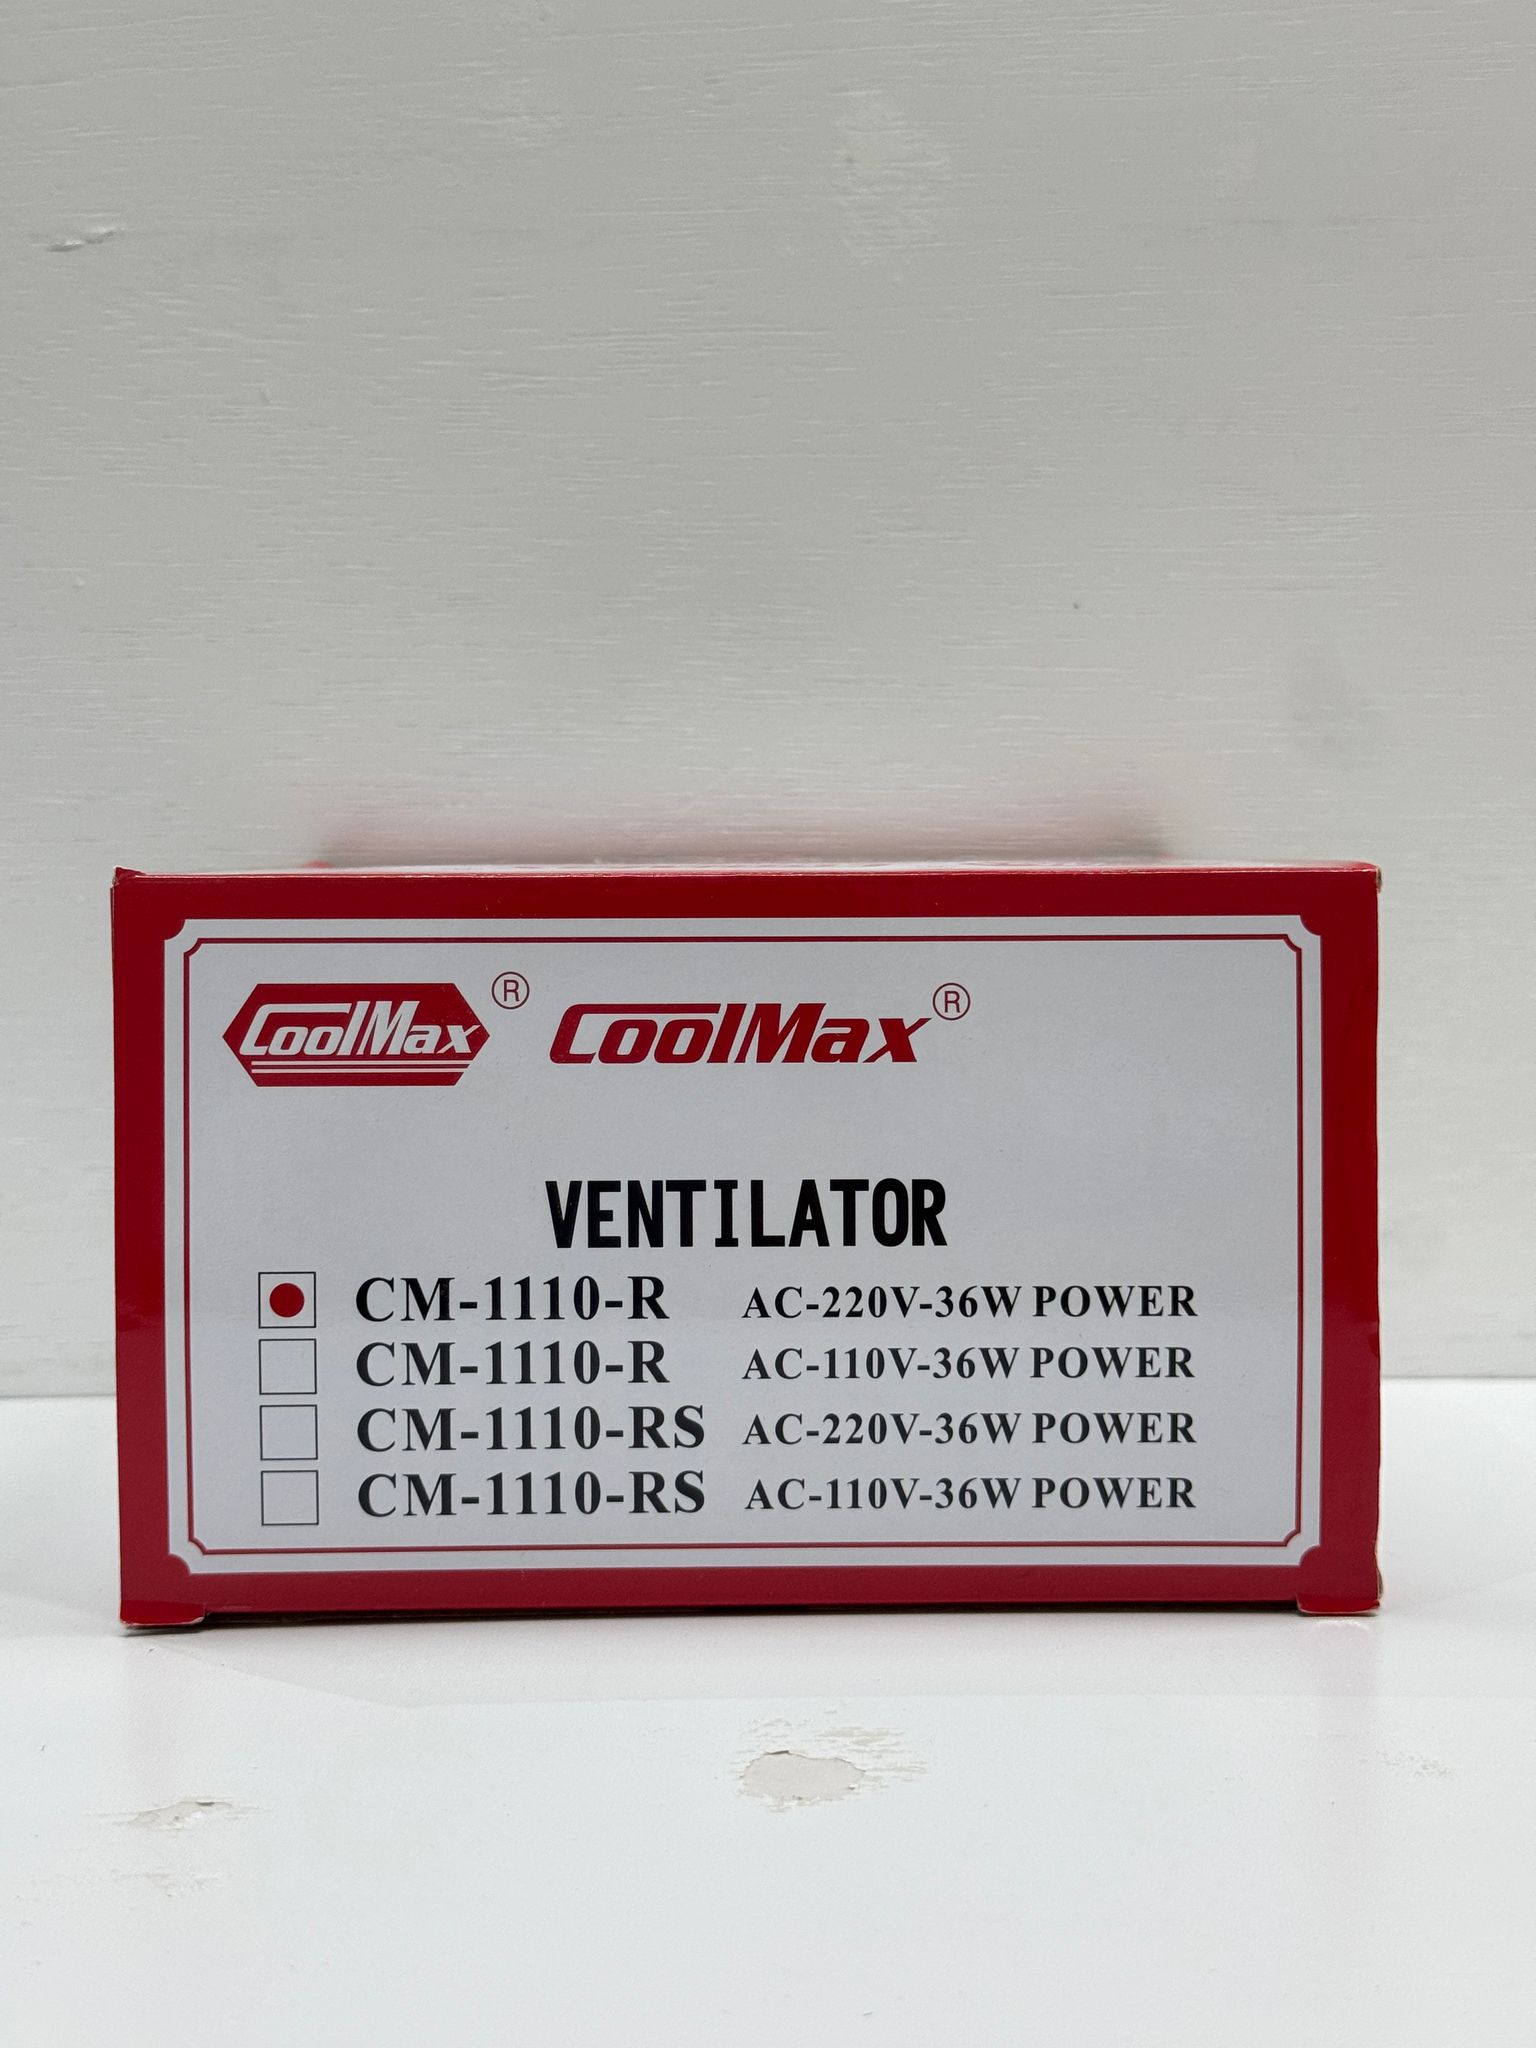 CoolMax® CoolMax®
VENTILATOR
CM-1110-R AC-220V-36W POWER
CM-1110-R AC-110V-36W POWER
CM-1110-RS AC-220V-36W POWER
CM-1110-RS AC-110V-36W POWER